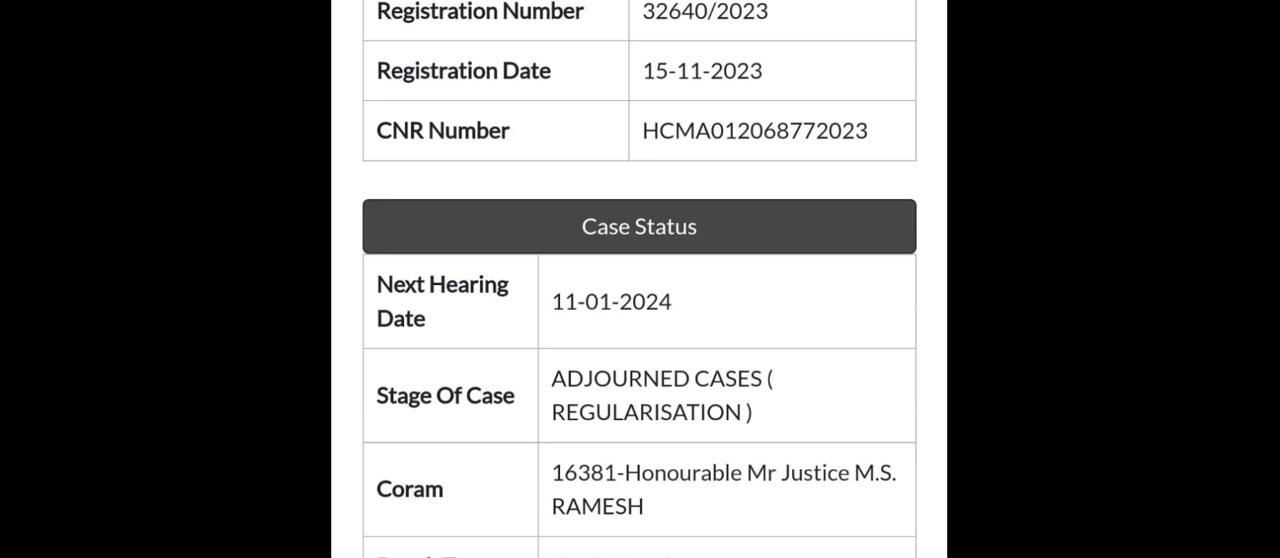 Registration Number 32640/2023
Registration Date 15-11-2023
CNR Number HCMA012068772023
Case Status
Next Hearing
Date
11-01-2024
Stage Of Case
ADJOURNED CASES (
REGULARISATION )
Coram
16381-Honourable Mr Justice M.S.
RAMESH